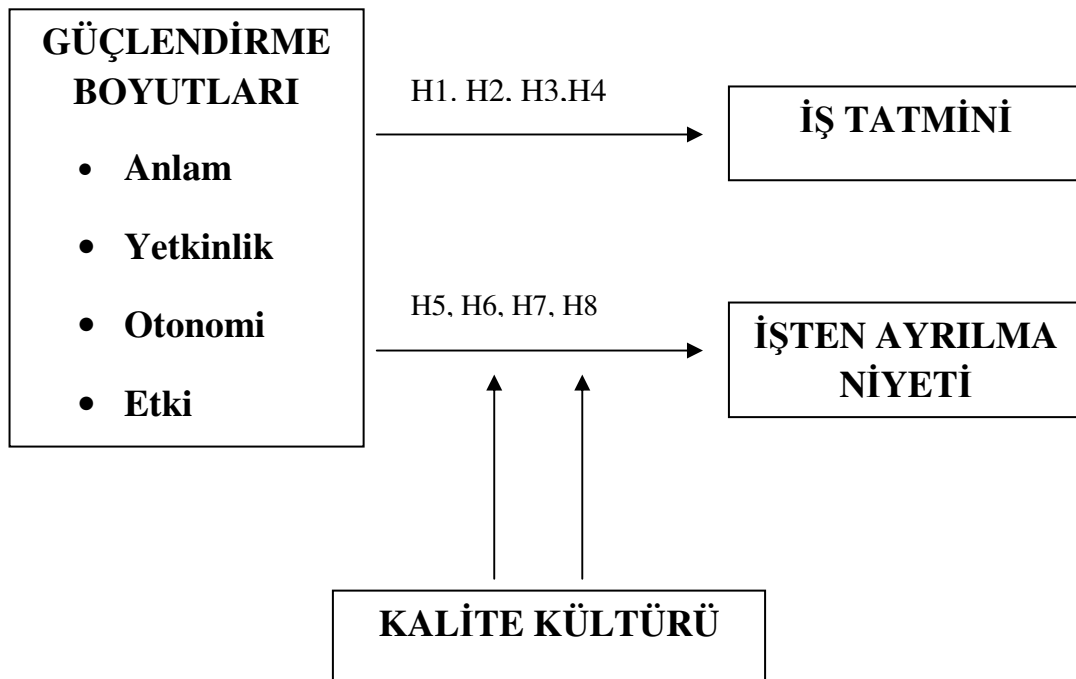 GÜÇLENDİRME
BOYUTLARI
• Anlam
• Yetkinlik
• Otonomi
• Etki
H1. H2. H3.H4
İŞ TATMİNİ
H5, H6, H7, H8
İŞTEN AYRILMA
NİYETİ
KALİTE KÜLTÜRÜ